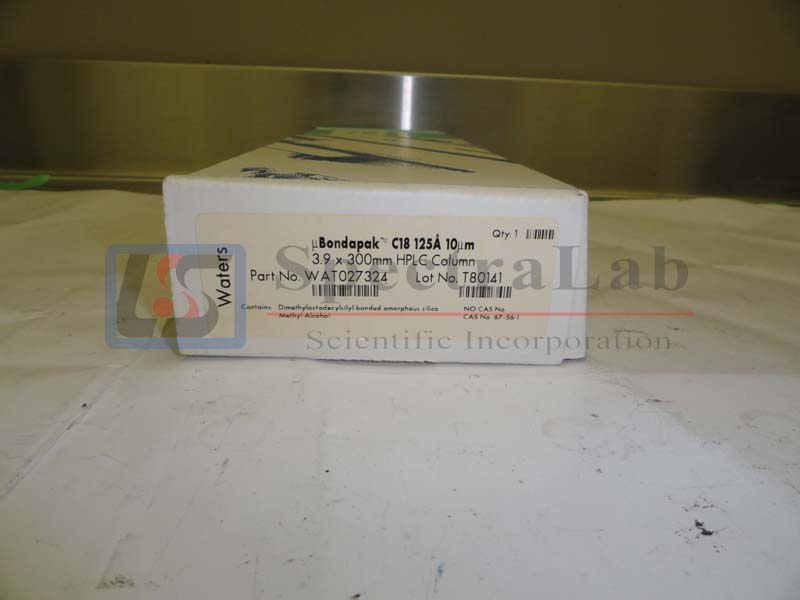 Waters
µBondapak™ C18 125Å 10µm
Qty: 1
3.9 x 300mm HPLC Column
Part No. WAT027324 Lot No. T80141
Contains: Dimethyloctadecylsilyl bonded amorphous silica NO CAS No.
Methyl Alcohol CAS No. 67-56-1
SpectraLab
Scientific Incorporation